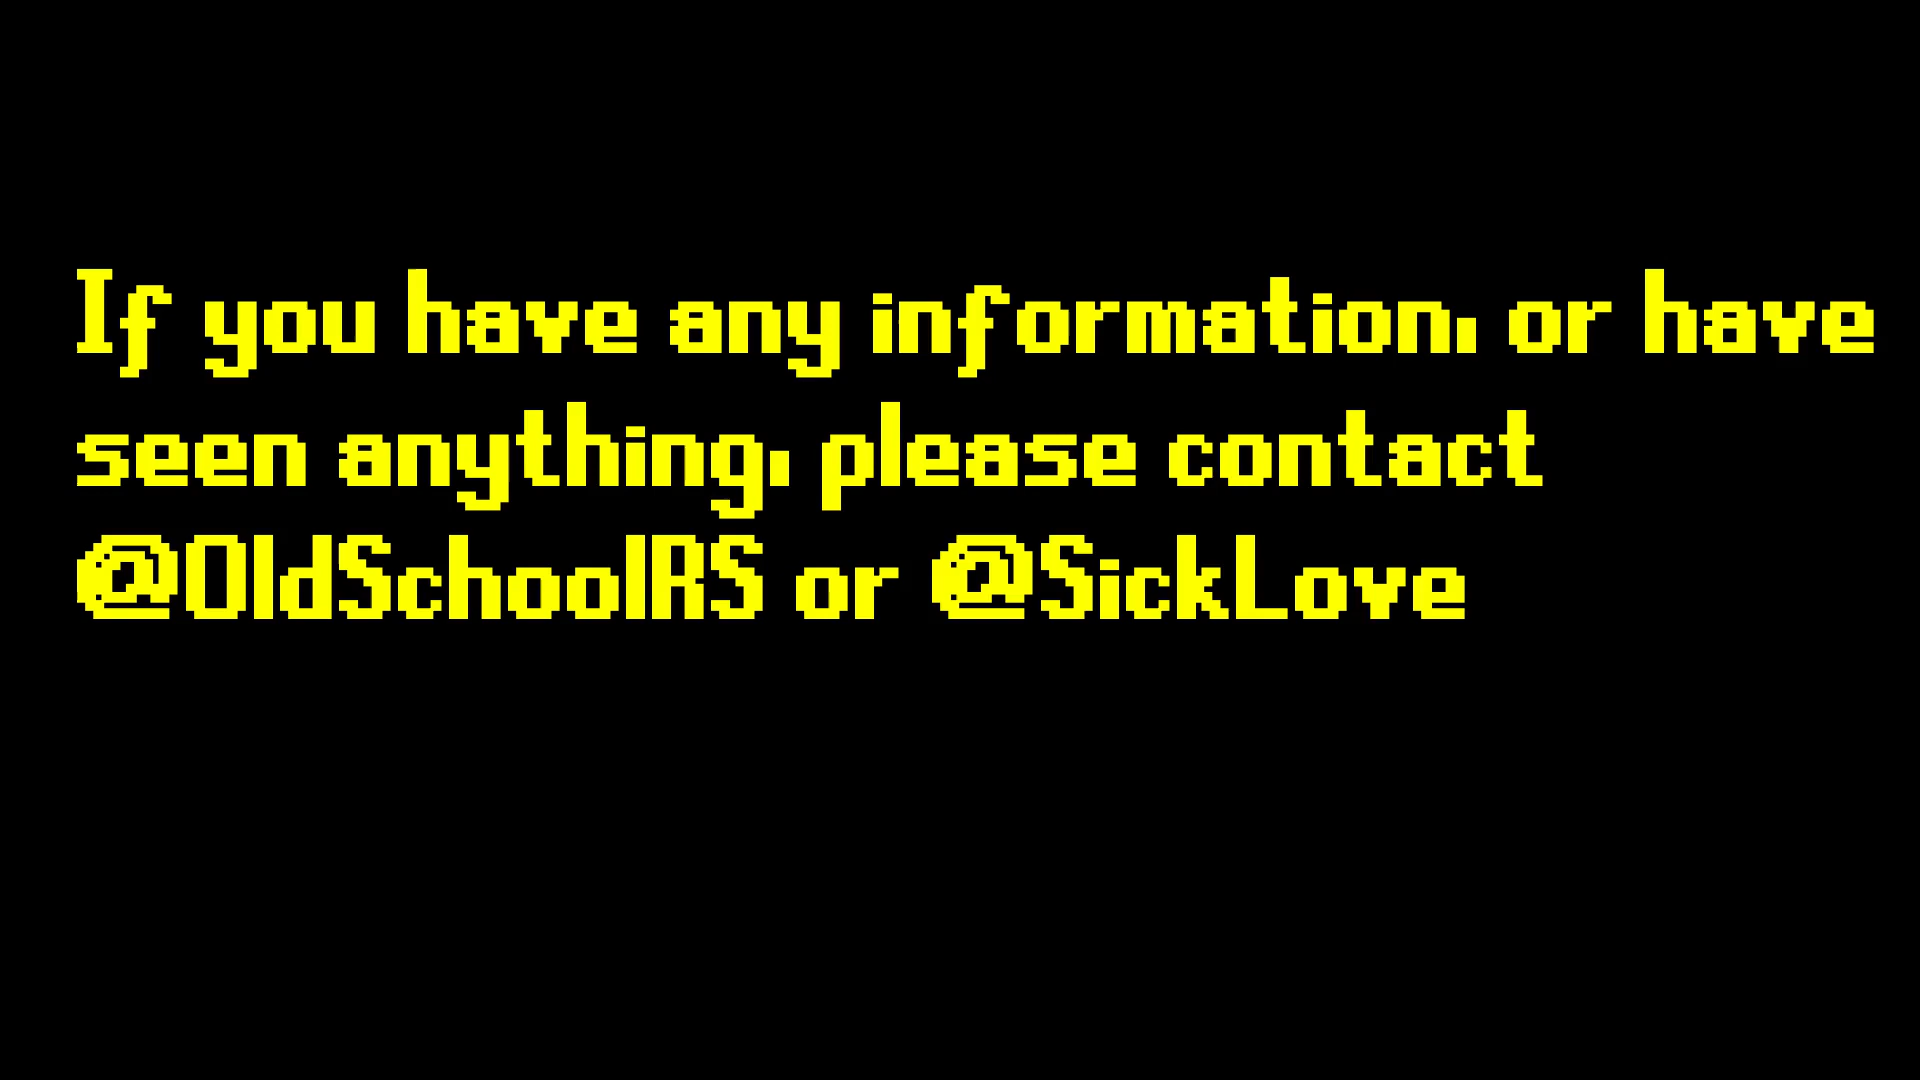 If you have any information, or have
seen anything, please contact
@OldSchoolRS or @SickLove